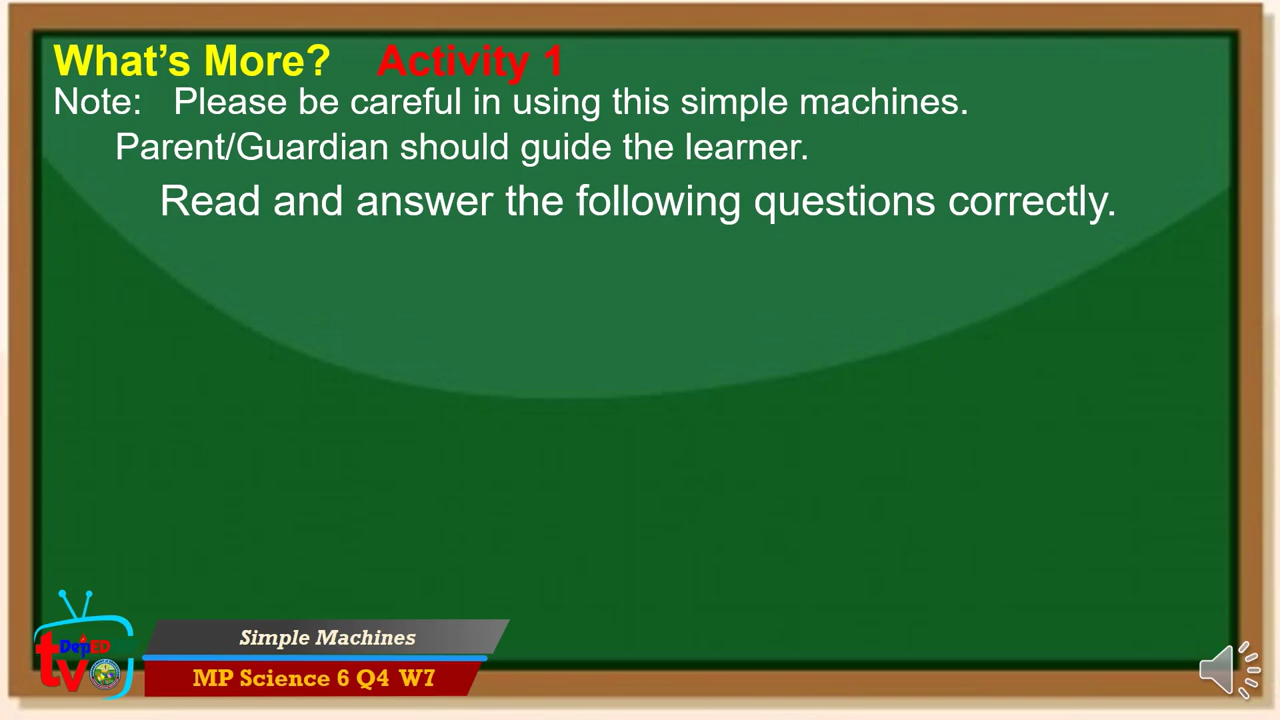 What's More? Activity 1
Note: Please be careful in using this simple machines.
Parent/Guardian should guide the learner.
Read and answer the following questions correctly.
DepED
tv
Simple Machines
MP Science 6 Q4 W7